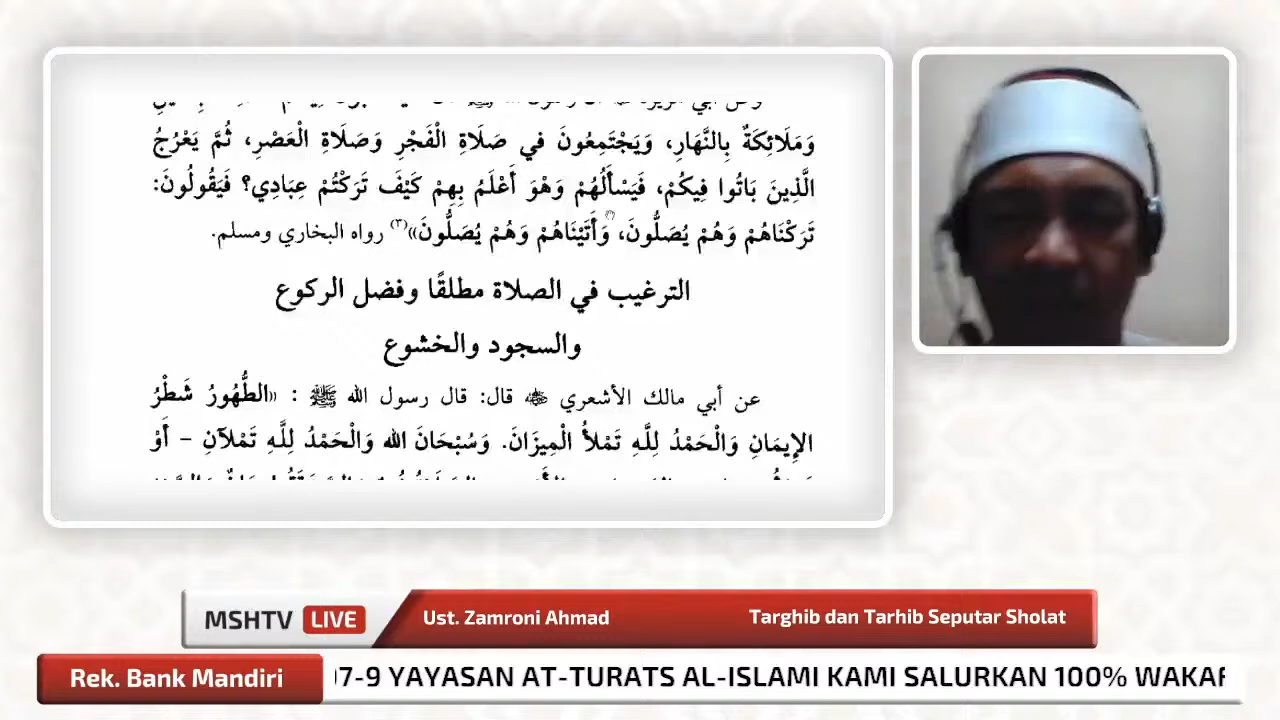 وَمَلَائِكَةٌ بِالنَّهَارِ، وَيَجْتَمِعُونَ في صَلَاةِ الْفَجْرِ وَصَلَاةِ الْعَصْرِ، ثُمَّ يَعْرُجُ
الَّذِينَ بَاتُوا فِيكُمْ، فَيَسْأَلُهُمْ وَهْوَ أَعْلَمُ بِهِمْ كَيْفَ تَرَكْتُمْ عِبَادِي؟ فَيَقُولُونَ:
تَرَكْنَاهُمْ وَهُمْ يُصَلُّونَ، وَأَتَيْنَاهُمْ وَهُمْ يُصَلُّونَ»(٣) رواه البخاري ومسلم.
الترغيب في الصلاة مطلقًا وفضل الركوع
والسجود والخشوع
عن أبي مالك الأشعري ﵁ قال: قال رسول الله ﷺ : «الطُّهُورُ شَطْرُ
الإِيمَانِ وَالْحَمْدُ لِلَّهِ تَمْلأُ الْمِيزَانَ. وَسُبْحَانَ الله وَالْحَمْدُ لِلَّهِ تَمْلآنِ – أَوْ
MSHTV LIVE
Ust. Zamroni Ahmad
Targhib dan Tarhib Seputar Sholat
Rek. Bank Mandiri
7-9 YAYASAN AT-TURATS AL-ISLAMI KAMI SALURKAN 100% WAKAF